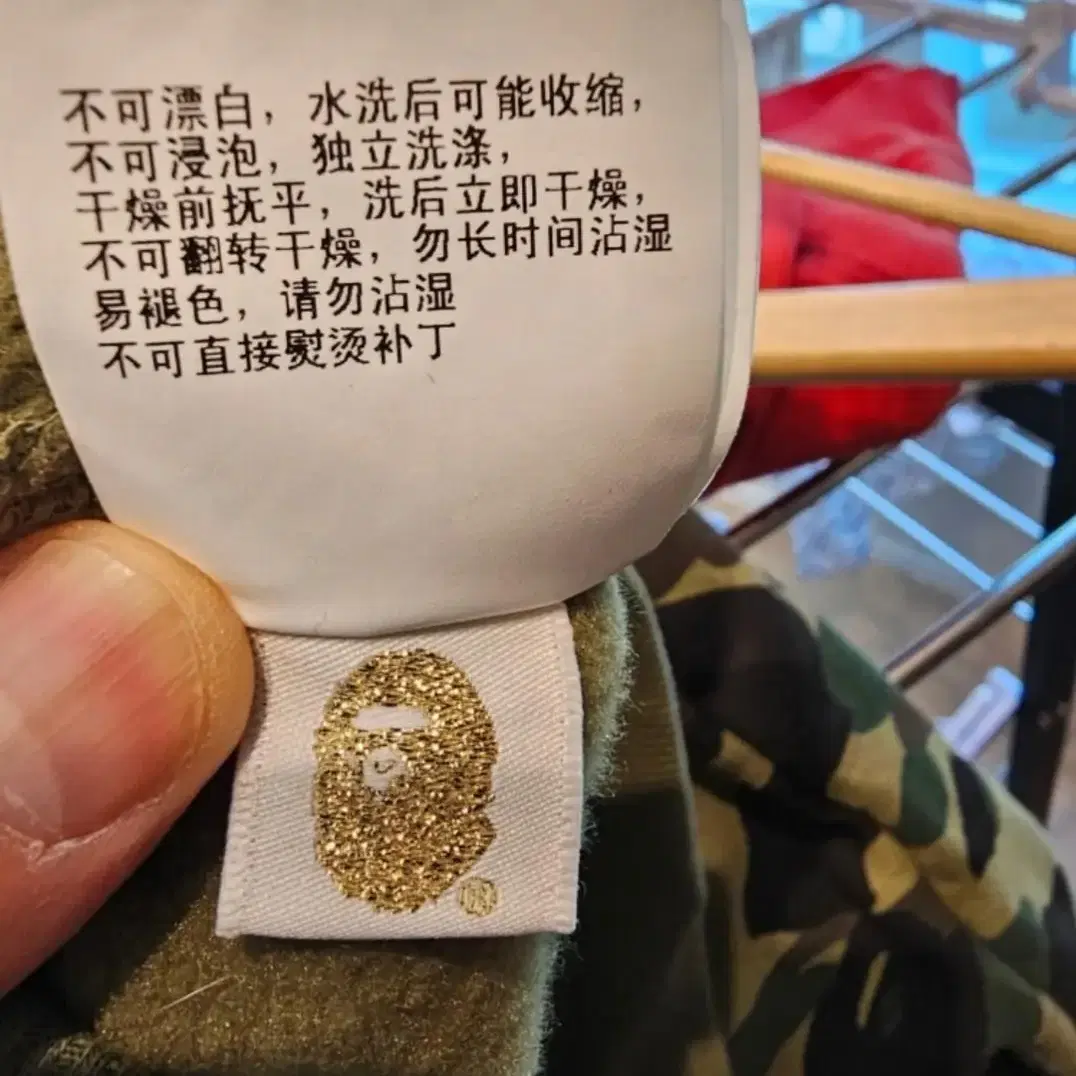 不可漂白，水洗后可能收缩，
不可浸泡，独立洗涤，
干燥前抚平，洗后立即干燥，
不可翻转干燥，勿长时间沾湿
易褪色，请勿沾湿
不可直接熨烫补丁